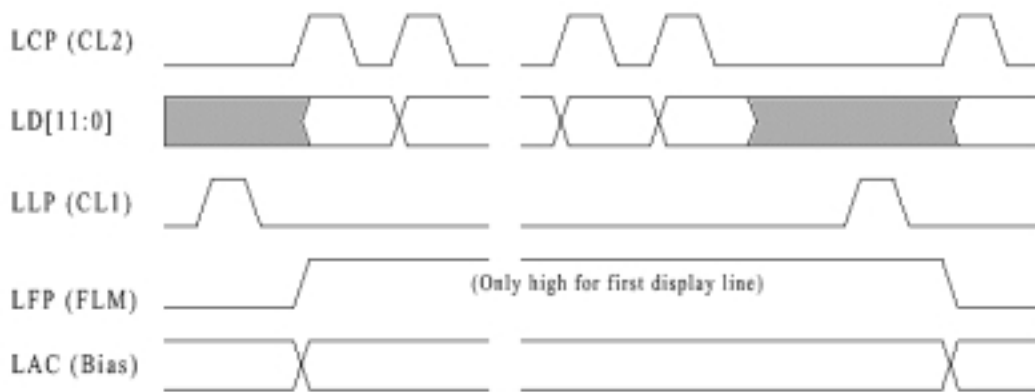 LCP (CL2)
LD[11:0]
LLP (CL1)
(Only high for first display line)
LFP (FLM)
LAC (Bias)